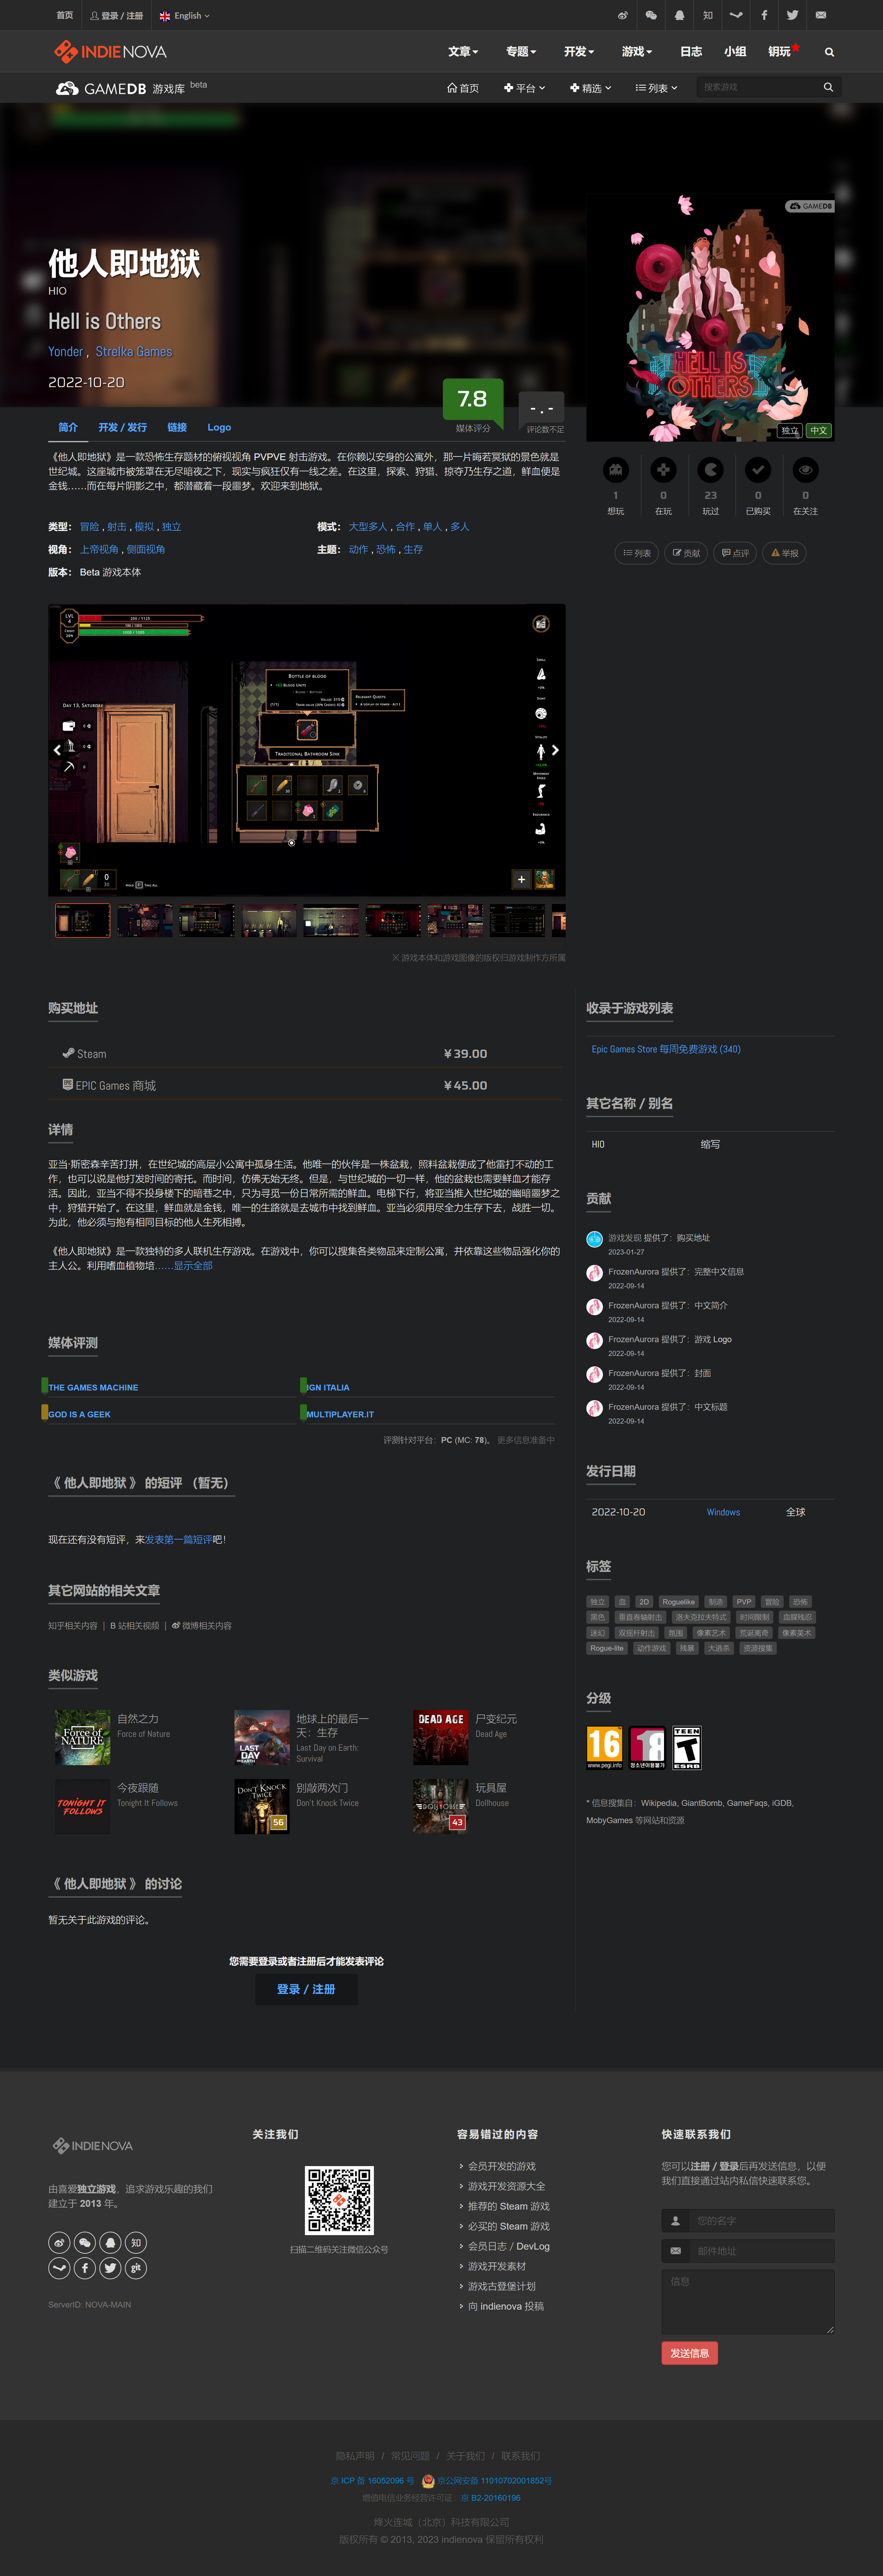 首页
登录 / 注册
English
INDIENOVA
文章
专题
开发
游戏
日志
小组
钥玩
GAMEDB 游戏库 beta
首页
平台
精选
列表
搜索游戏
他人即地狱
HIO
Hell is Others
Yonder , Strelka Games
2022-10-20
GAMEDB
HELL IS OTHERS
独立
中文
7.8
媒体评分
- . -
评论数不足
简介
开发 / 发行
链接
Logo
《他人即地狱》是一款恐怖生存题材的俯视视角 PVPVE 射击游戏。在你赖以安身的公寓外，那一片晦若冥狱的景色就是
世纪城。这座城市被笼罩在无尽暗夜之下，现实与疯狂仅有一线之差。在这里，探索、狩猎、掠夺乃生存之道，鲜血便是
金钱……而在每片阴影之中，都潜藏着一段噩梦。欢迎来到地狱。
类型： 冒险 , 射击 , 模拟 , 独立
模式： 大型多人 , 合作 , 单人 , 多人
视角： 上帝视角 , 侧面视角
主题： 动作 , 恐怖 , 生存
版本： Beta 游戏本体
1
想玩
0
在玩
23
玩过
0
已购买
0
在关注
列表
贡献
点评
举报
DAY 13, SATURDAY
BOTTLE OF BLOOD
RELEVANT QUESTS:
TRADITIONAL BATHROOM SINK
※ 游戏本体和游戏图像的版权归游戏制作方所属
购买地址
Steam
¥ 39.00
EPIC Games 商城
¥ 45.00
详情
亚当·斯密森辛苦打拼，在世纪城的高层小公寓中孤身生活。他唯一的伙伴是一株盆栽，照料盆栽便成了他雷打不动的工
作，也可以说是他打发时间的寄托。而时间，仿佛无始无终。但是，与世纪城的一切一样，他的盆栽也需要鲜血才能存
活。因此，亚当不得不投身楼下的暗巷之中，只为寻觅一份日常所需的鲜血。电梯下行，将亚当推入世纪城的幽暗噩梦之
中，狩猎开始了。在这里，鲜血就是金钱，唯一的生路就是去城市中找到鲜血。亚当必须用尽全力生存下去，战胜一切。
为此，他必须与抱有相同目标的他人生死相搏。
《他人即地狱》是一款独特的多人联机生存游戏。在游戏中，你可以搜集各类物品来定制公寓，并依靠这些物品强化你的
主人公。利用嗜血植物培……显示全部
媒体评测
THE GAMES MACHINE
IGN ITALIA
GOD IS A GEEK
MULTIPLAYER.IT
评测针对平台：PC (MC: 78)。 更多信息准备中
《 他人即地狱 》 的短评 （暂无）
现在还有没有短评，来发表第一篇短评吧！
其它网站的相关文章
知乎相关内容 | B 站相关视频 | 微博相关内容
类似游戏
自然之力
Force of Nature
地球上的最后一
天：生存
Last Day on Earth:
Survival
尸变纪元
Dead Age
今夜跟随
Tonight It Follows
别敲两次门
Don't Knock Twice
56
玩具屋
Dollhouse
43
《 他人即地狱 》 的讨论
暂无关于此游戏的评论。
您需要登录或者注册后才能发表评论
登录 / 注册
收录于游戏列表
Epic Games Store 每周免费游戏 (340)
其它名称 / 别名
HIO
缩写
贡献
游戏发现 提供了：购买地址
2023-01-27
FrozenAurora 提供了：完整中文信息
2022-09-14
FrozenAurora 提供了：中文简介
2022-09-14
FrozenAurora 提供了：游戏 Logo
2022-09-14
FrozenAurora 提供了：封面
2022-09-14
FrozenAurora 提供了：中文标题
2022-09-14
发行日期
2022-10-20
Windows
全球
标签
独立 血 2D Roguelike 制造 PVP 冒险 恐怖
黑色 垂直卷轴射击 洛夫克拉夫特式 时间限制 血腥残忍
迷幻 双摇杆射击 氛围 像素艺术 荒诞离奇 像素美术
Rogue-lite 动作游戏 残暴 大逃杀 资源搜集
分级
16
www.pegi.info
18
청소년이용불가
TEEN
T
ESRB
* 信息搜集自：Wikipedia, GiantBomb, GameFaqs, iGDB,
MobyGames 等网站和资源
INDIENOVA
由喜爱独立游戏，追求游戏乐趣的我们
建立于 2013 年。
知
git
ServerID: NOVA-MAIN
关注我们
扫描二维码关注微信公众号
容易错过的内容
会员开发的游戏
游戏开发资源大全
推荐的 Steam 游戏
必买的 Steam 游戏
会员日志 / DevLog
游戏开发素材
游戏古登堡计划
向 indienova 投稿
快速联系我们
您可以注册 / 登录后再发送信息，以便
我们直接通过站内私信快速联系您。
您的名字
邮件地址
信息
发送信息
隐私声明 / 常见问题 / 关于我们 / 联系我们
京 ICP 备 16052096 号 京公网安备 11010702001852号
增值电信业务经营许可证：京 B2-20160196
烽火连城（北京）科技有限公司
版权所有 © 2013, 2023 indienova 保留所有权利